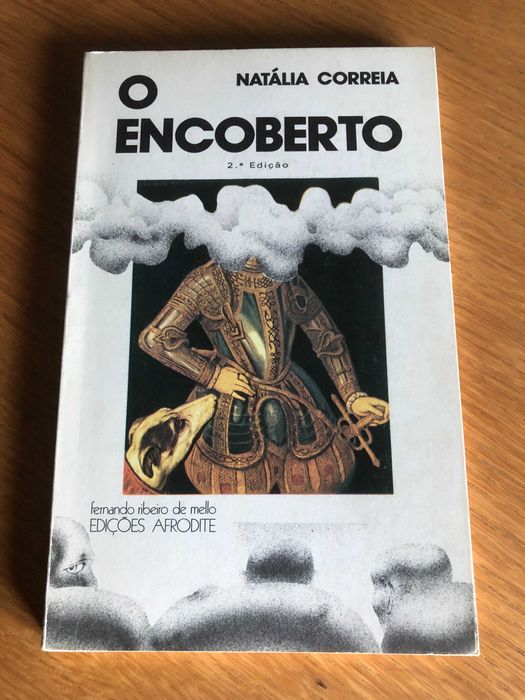 O
NATÁLIA CORREIA
ENCOBERTO
2.ª Edição
fernando ribeiro de mello
EDIÇÕES AFRODITE